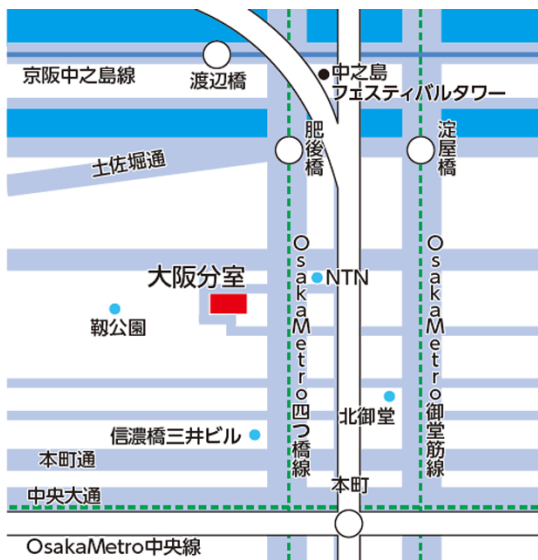 京阪中之島線
渡辺橋
中之島
フェスティバルタワー
肥後橋
淀屋橋
土佐堀通
OsakaMetro四つ橋線
OsakaMetro御堂筋線
大阪分室
NTN
靱公園
北御堂
信濃橋三井ビル
本町通
本町
中央大通
OsakaMetro中央線